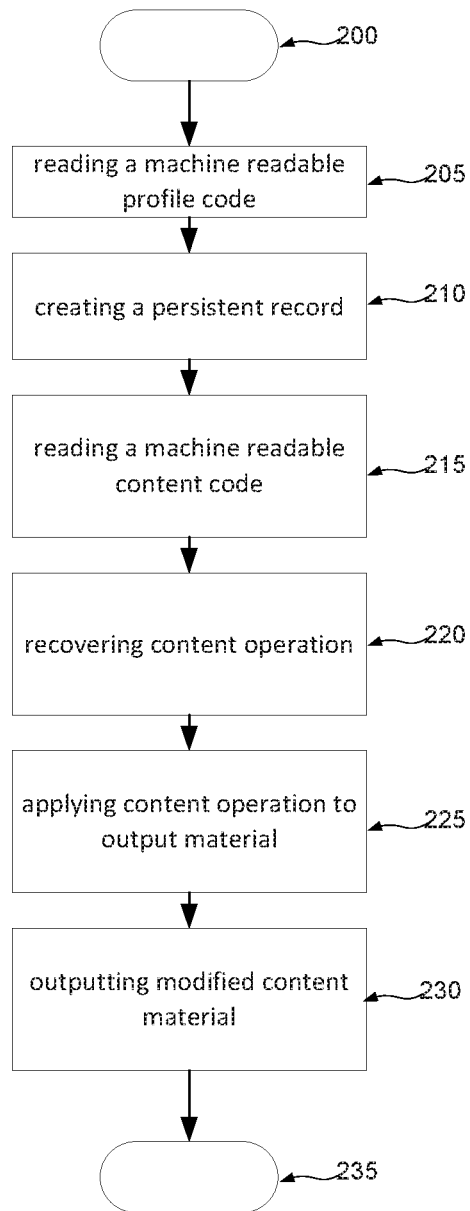 200
reading a machine readable
profile code
205
creating a persistent record
210
reading a machine readable
content code
215
recovering content operation
220
applying content operation to
output material
225
outputting modified content
material
230
235